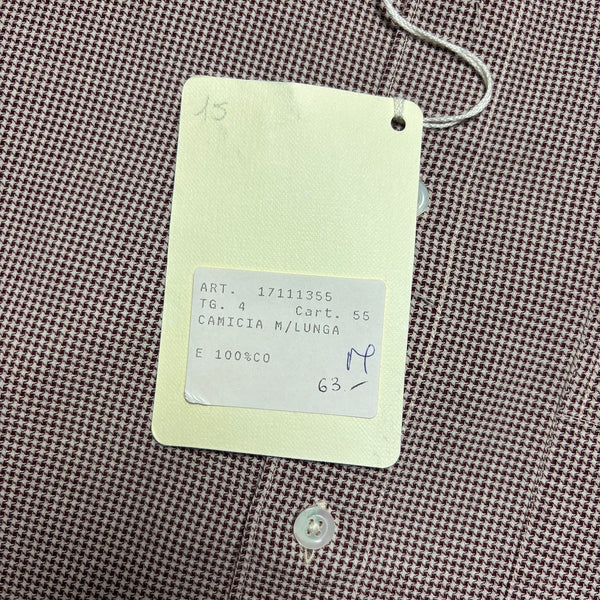 15
ART. 17111355
TG. 4 Cart. 55
CAMICIA M/LUNGA
E 100%CO
63.-